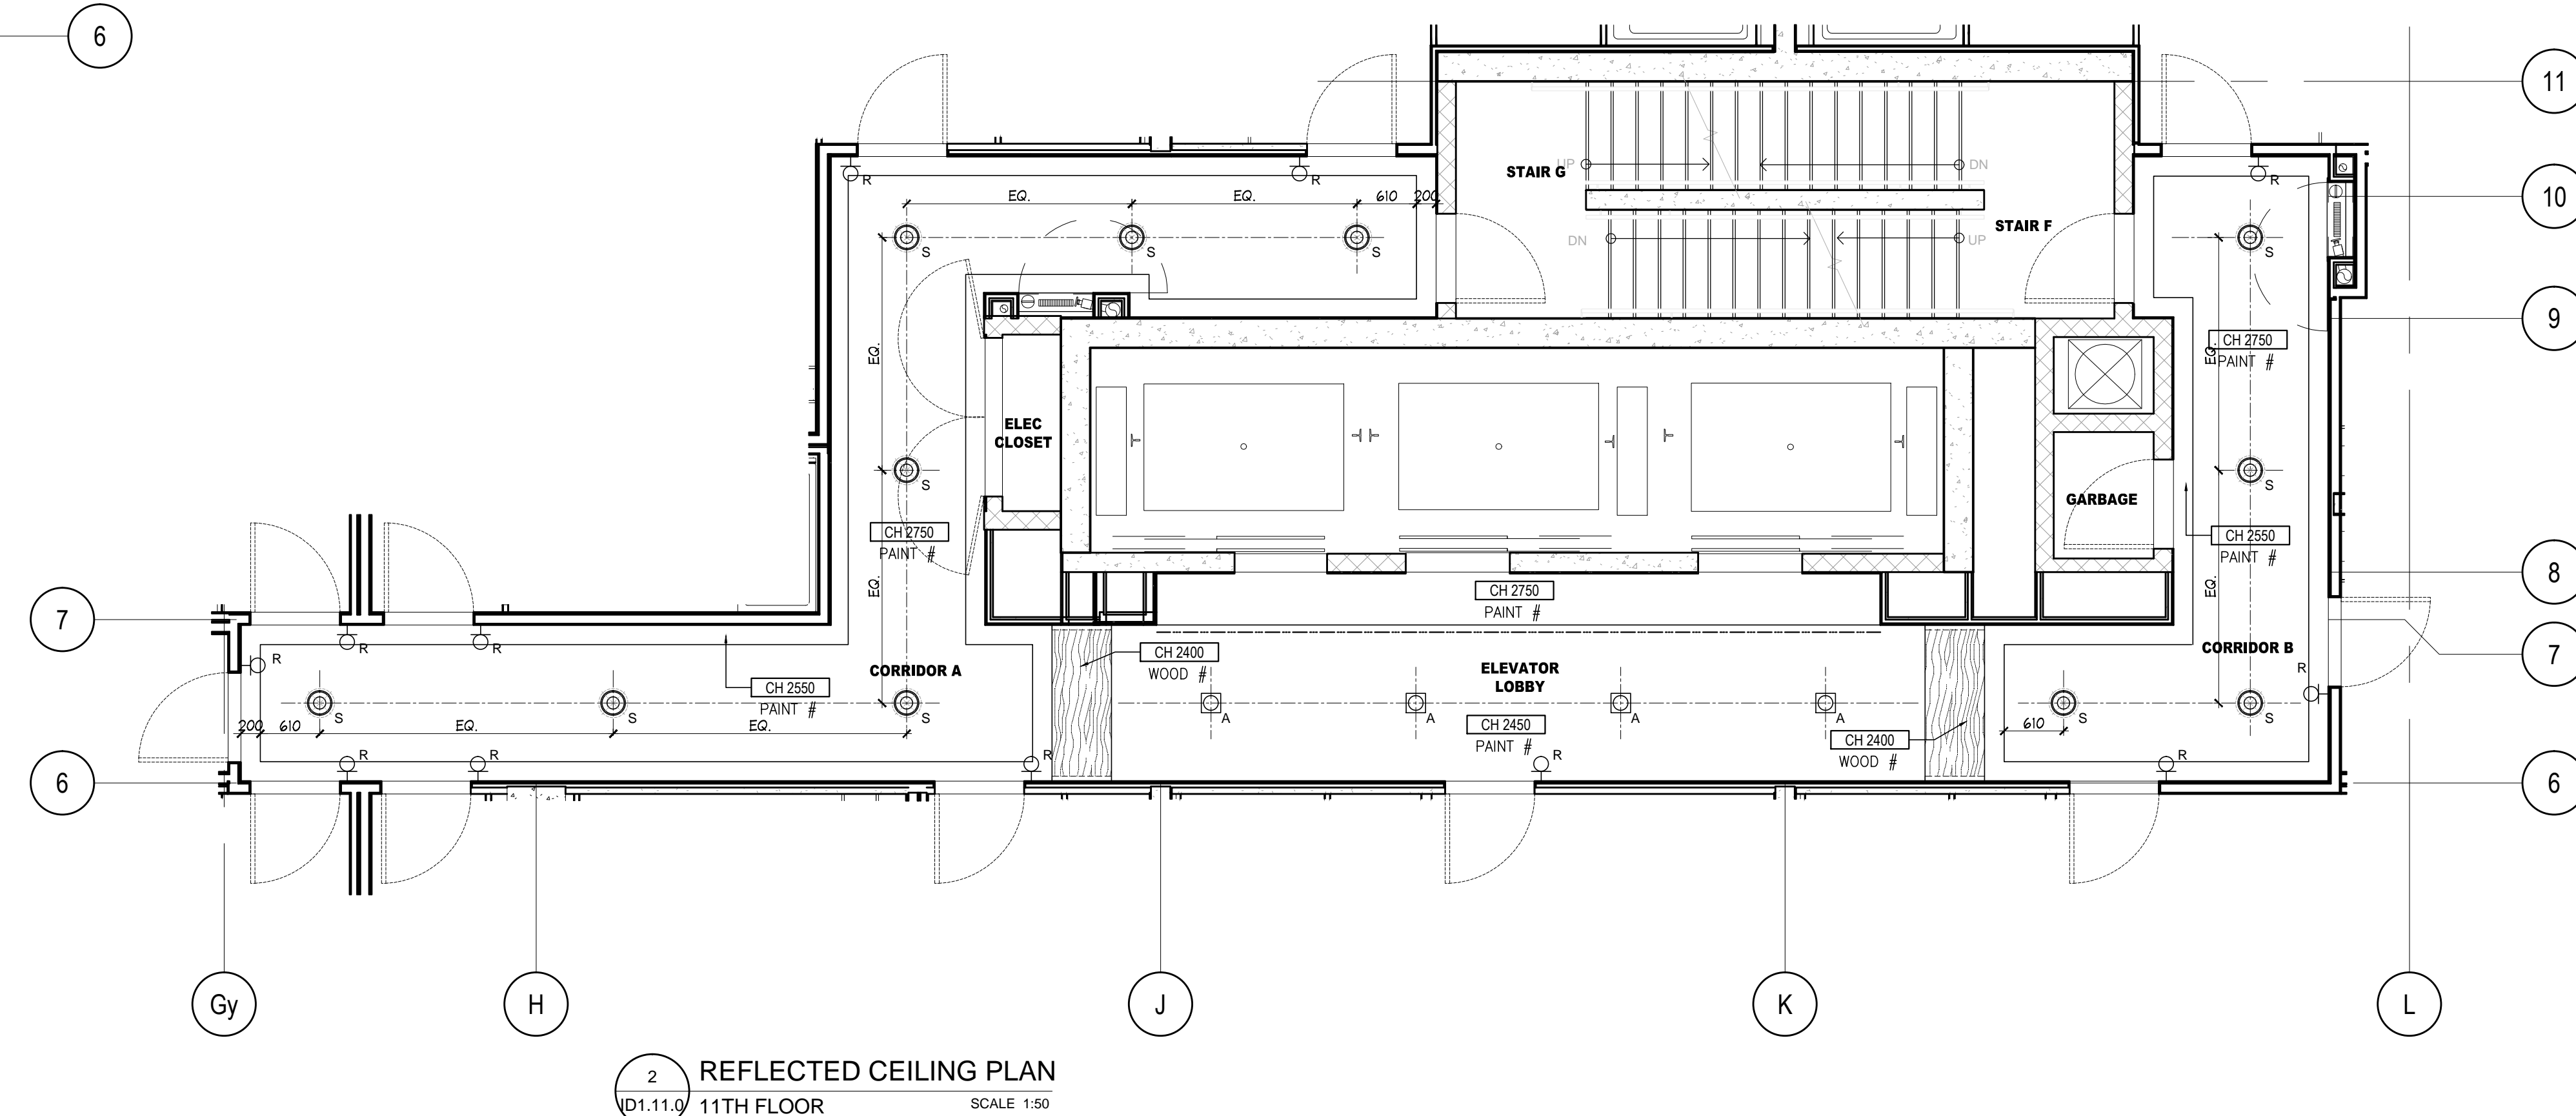 6
11
R
R
UP
DN
STAIR G
R
EQ.
EQ.
610
200
10
STAIR F
S
S
S
DN
UP
S
9
CH 2750
PAINT #
EQ.
EQ.
ELEC
CLOSET
S
S
GARBAGE
CH 2750
PAINT #
CH 2550
PAINT #
EQ.
EQ.
8
CH 2750
PAINT #
7
R
R
R
CH 2400
WOOD #
CORRIDOR A
ELEVATOR
LOBBY
CORRIDOR B
R
7
CH 2550
PAINT #
S
S
S
A
A
A
A
S
S
200
610
EQ.
EQ.
CH 2450
PAINT #
CH 2400
WOOD #
610
R
R
R
R
R
6
6
Gy
H
J
K
L
2
REFLECTED CEILING PLAN
ID1.11.0
11TH FLOOR
SCALE 1:50